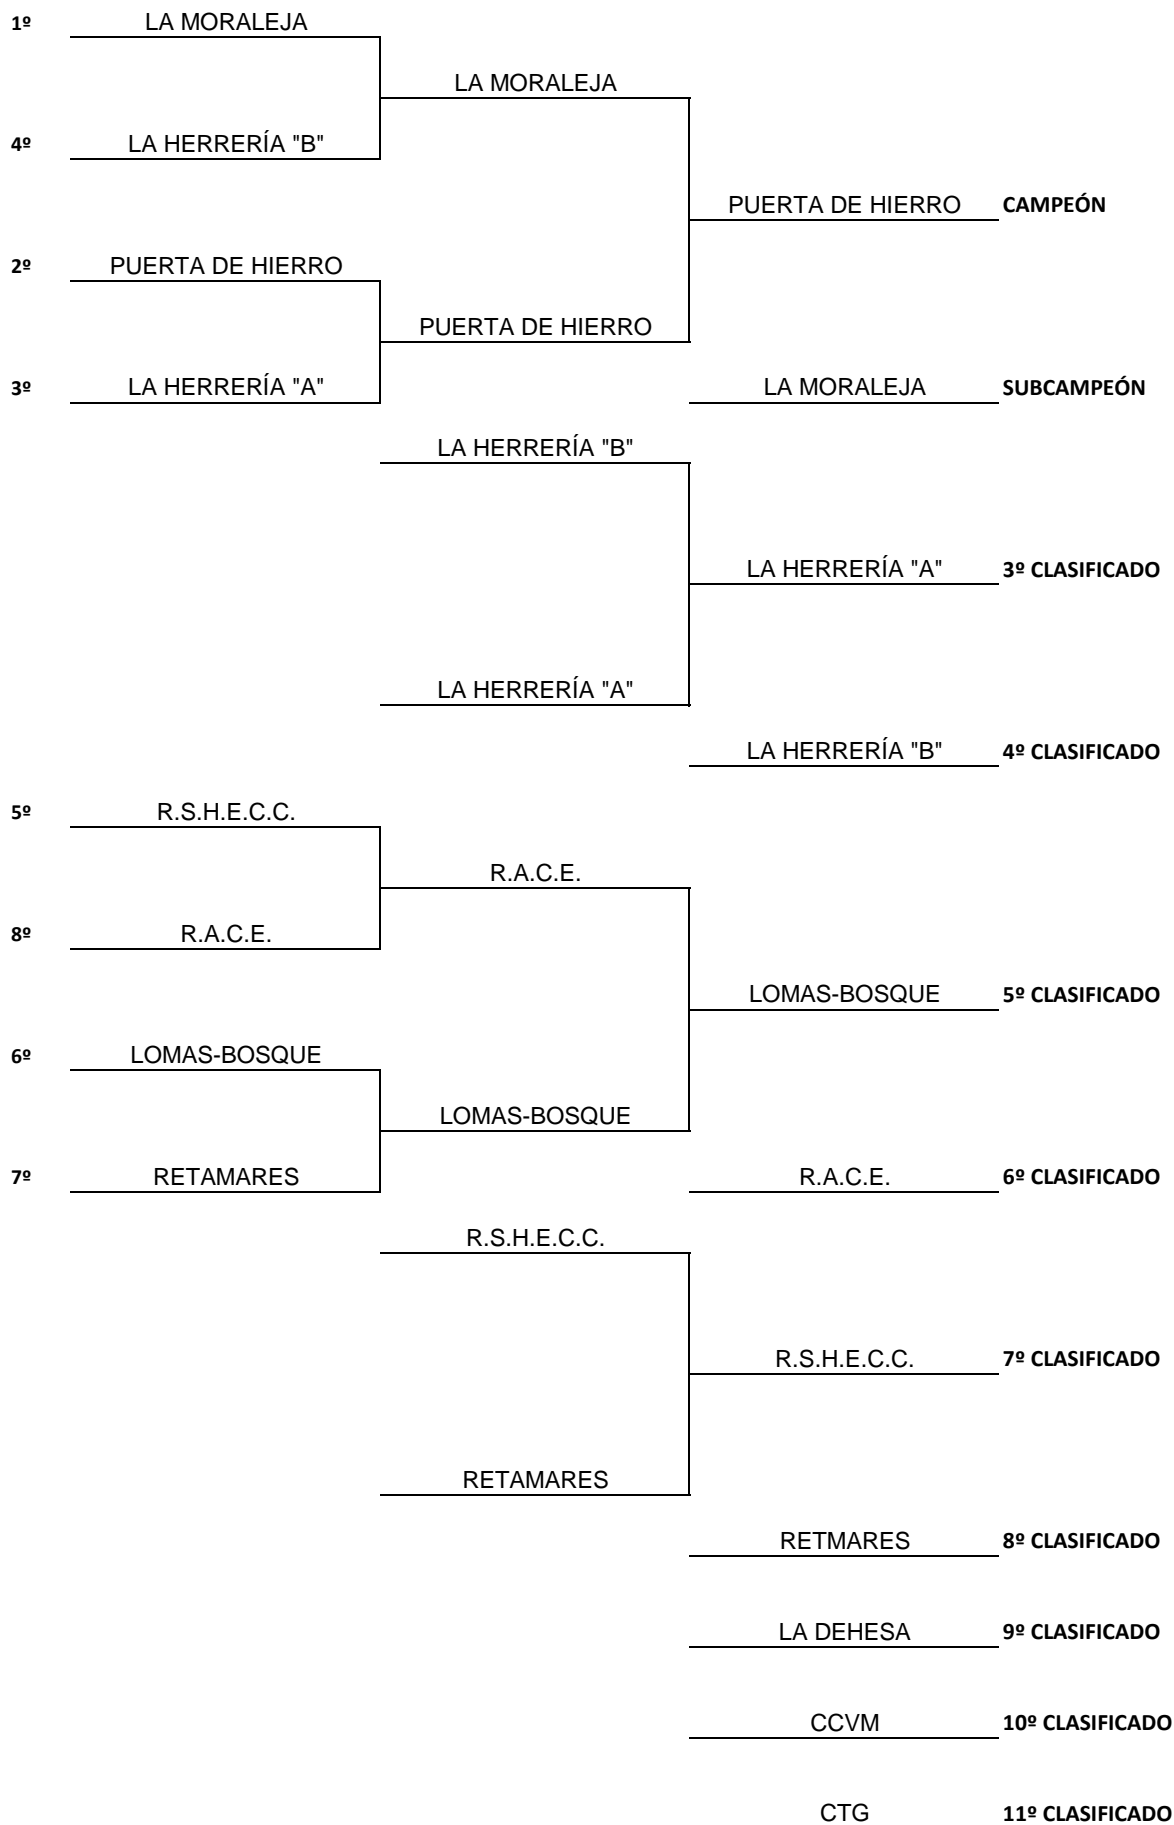 1º LA MORALEJA
LA MORALEJA
4º LA HERRERÍA "B"
PUERTA DE HIERRO CAMPEÓN
2º PUERTA DE HIERRO
PUERTA DE HIERRO
3º LA HERRERÍA "A" LA MORALEJA SUBCAMPEÓN
LA HERRERÍA "B"
LA HERRERÍA "A" 3º CLASIFICADO
LA HERRERÍA "A"
LA HERRERÍA "B" 4º CLASIFICADO
5º R.S.H.E.C.C.
R.A.C.E.
8º R.A.C.E.
LOMAS-BOSQUE 5º CLASIFICADO
6º LOMAS-BOSQUE
LOMAS-BOSQUE
7º RETAMARES R.A.C.E. 6º CLASIFICADO
R.S.H.E.C.C.
R.S.H.E.C.C. 7º CLASIFICADO
RETAMARES
RETMARES 8º CLASIFICADO
LA DEHESA 9º CLASIFICADO
CCVM 10º CLASIFICADO
CTG 11º CLASIFICADO